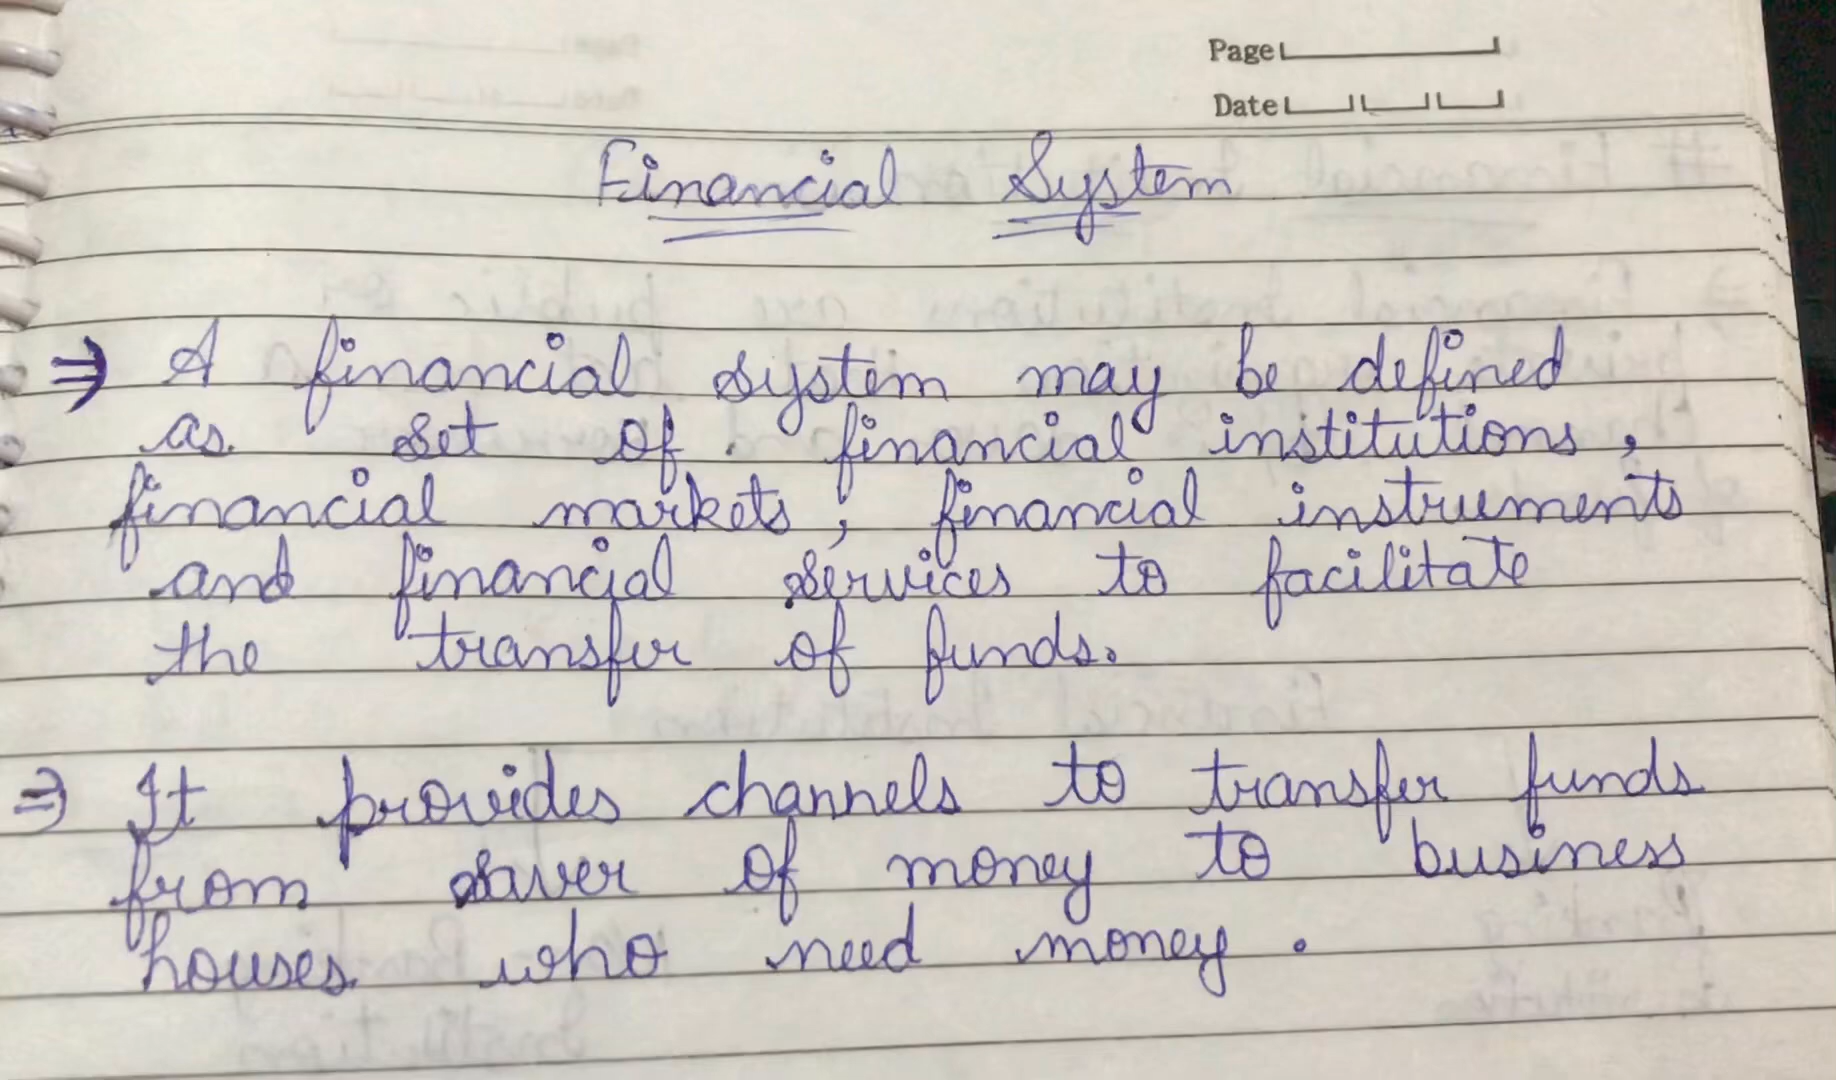 Page
Date
Financial System
⇒ A financial system may be defined
as set of financial institutions,
financial markets, financial instruements
and financial services to facilitate
the transfer of funds.
⇒ It provides channels to transfer funds
from saver of money to business
houses who need money.